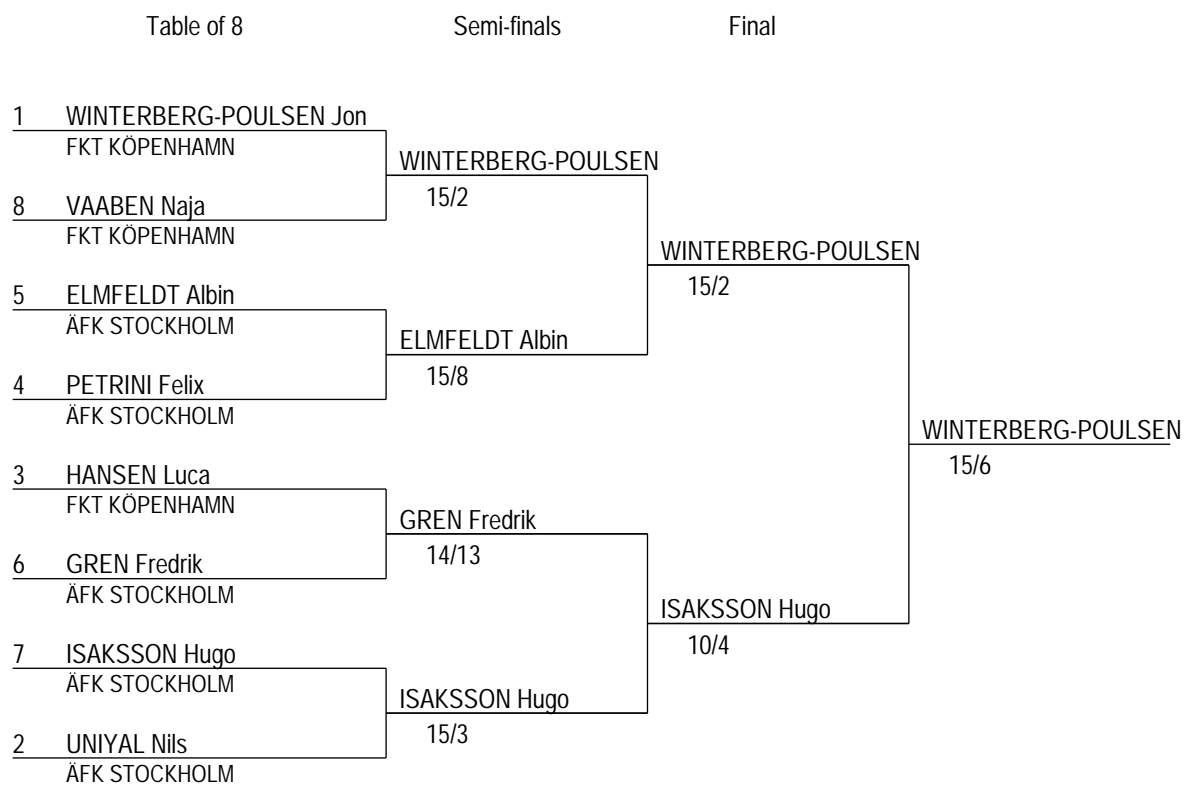 Table of 8 Semi-finals Final
1 WINTERBERG-POULSEN Jon
FKT KÖPENHAMN
WINTERBERG-POULSEN
15/2
8 VAABEN Naja
FKT KÖPENHAMN
WINTERBERG-POULSEN
15/2
5 ELMFELDT Albin
ÄFK STOCKHOLM
ELMFELDT Albin
15/8
4 PETRINI Felix
ÄFK STOCKHOLM
WINTERBERG-POULSEN
15/6
3 HANSEN Luca
FKT KÖPENHAMN
GREN Fredrik
14/13
6 GREN Fredrik
ÄFK STOCKHOLM
ISAKSSON Hugo
10/4
7 ISAKSSON Hugo
ÄFK STOCKHOLM
ISAKSSON Hugo
15/3
2 UNIYAL Nils
ÄFK STOCKHOLM